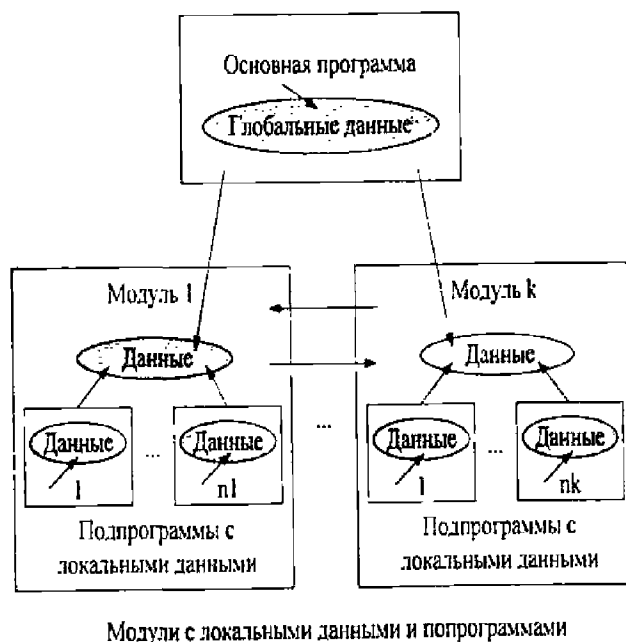 Основная программа
Глобальные данные
Модуль 1
Модуль k
Данные
Данные
...
Данные
...
Данные
Данные
...
Данные
1
n1
1
nk
Подпрограммы с
локальными данными
Подпрограммы с
локальными данными
Модули с локальными данными и попрограммами